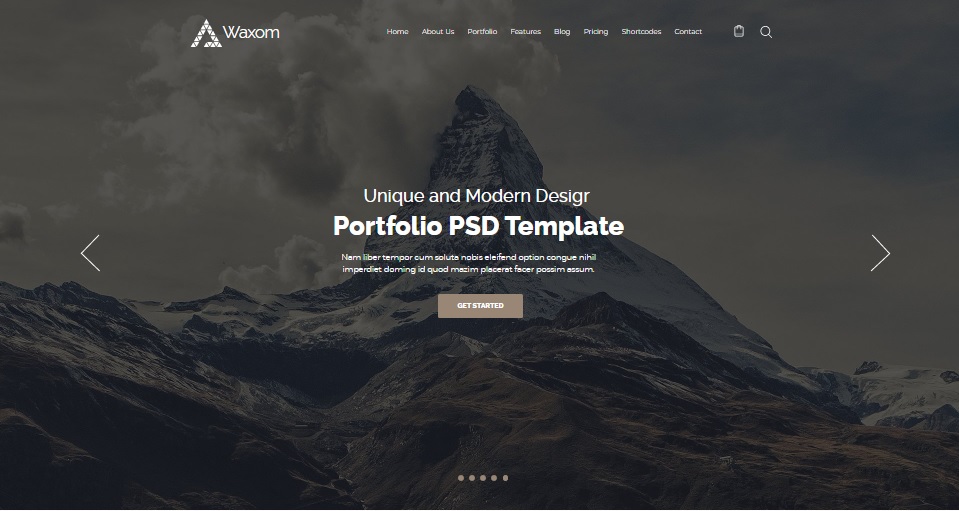 Waxom
Home About Us Portfolio Features Blog Pricing Shortcodes Contact
Unique and Modern Desigr
Portfolio PSD Template
Nam liber tempor cum soluta nobis eleifend option congue nihil
imperdiet doming id quod mazim placerat facer possim assum.
GET STARTED